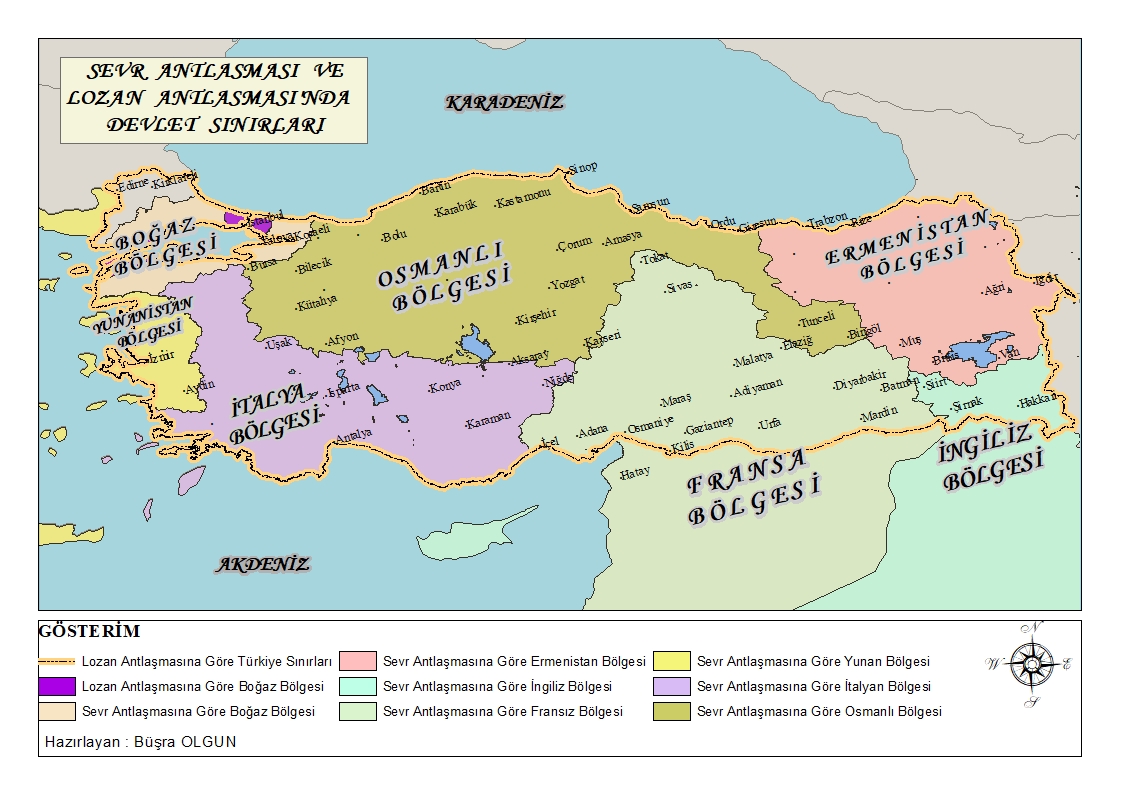 SEVR ANTLAŞMASI VE
LOZAN ANTLAŞMASI'NDA
DEVLET SINIRLARI
KARADENİZ
Sinop
Edirne
Kırklareli
Bartın
Karabük
Kastamonu
Samsun
Ordu
Giresun
Trabzon
Rize
İstanbul
Yalova
Kocaeli
BOĞAZ
BÖLGESİ
Bolu
Çorum
Amasya
Tokat
ERMENİSTAN
BÖLGESİ
OSMANLI
BÖLGESİ
Bursa
Bilecik
Yozgat
Sivas
Ağrı
Iğdır
Kütahya
Kırşehir
YUNANİSTAN
BÖLGESİ
Tunceli
Bingöl
Elazığ
Muş
Uşak
Afyon
Kayseri
İzmir
Aksaray
Malatya
Bitlis
Van
Aydın
Isparta
Konya
Niğde
Adıyaman
Diyarbakır
Batman
Siirt
İTALYA
BÖLGESİ
Maraş
Şırnak
Hakkari
Karaman
Antalya
İçel
Adana
Osmaniye
Gaziantep
Urfa
Mardin
Kilis
Hatay
FRANSA
BÖLGESİ
İNGİLİZ
BÖLGESİ
AKDENİZ
GÖSTERİM
Lozan Antlaşmasına Göre Türkiye Sınırları
Sevr Antlaşmasına Göre Ermenistan Bölgesi
Sevr Antlaşmasına Göre Yunan Bölgesi
Lozan Antlaşmasına Göre Boğaz Bölgesi
Sevr Antlaşmasına Göre İngiliz Bölgesi
Sevr Antlaşmasına Göre İtalyan Bölgesi
Sevr Antlaşmasına Göre Boğaz Bölgesi
Sevr Antlaşmasına Göre Fransız Bölgesi
Sevr Antlaşmasına Göre Osmanlı Bölgesi
Hazırlayan : Büşra OLGUN
N
W
E
S